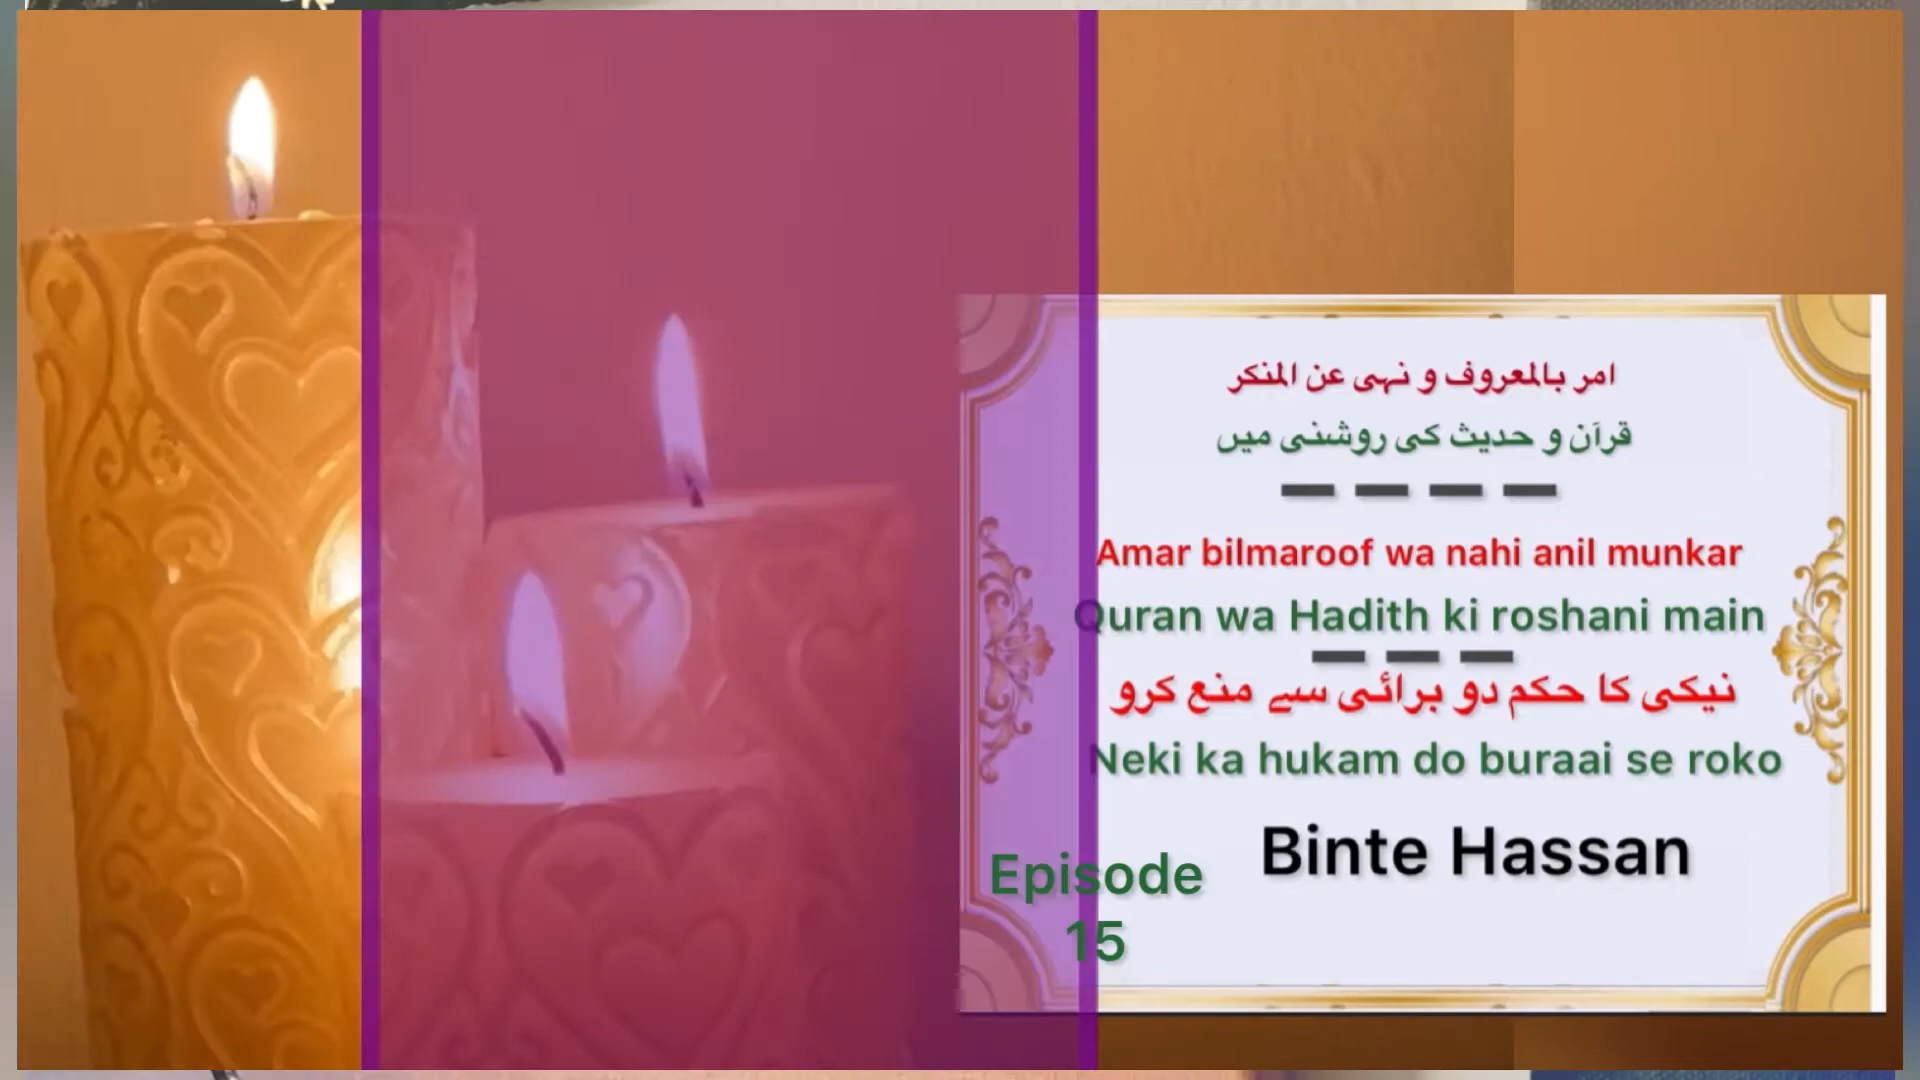 امر بالمعروف و نہی عن المنکر
قرآن و حدیث کی روشنی میں
Amar bilmaroof wa nahi anil munkar
Quran wa Hadith ki roshani main
نیکی کا حکم دو برائی سے منع کرو
Neki ka hukam do buraai se roko
Binte Hassan
Episode
15